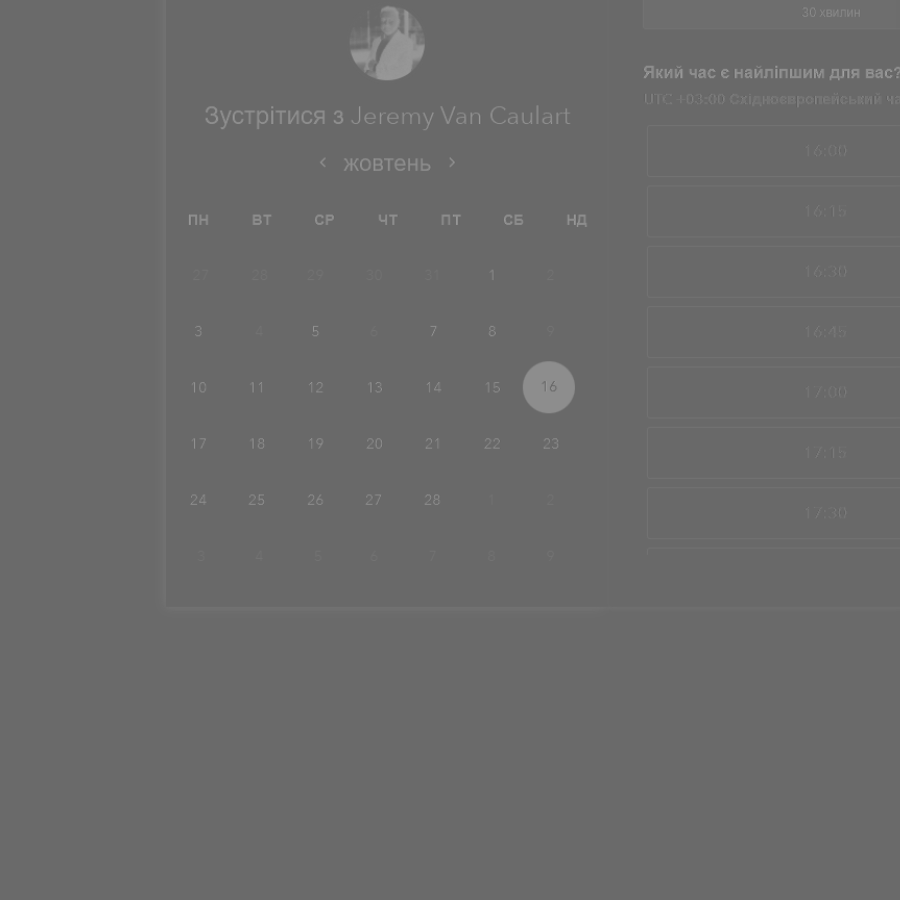 Зустрітися з Jeremy Van Caulart
жовтень
ПН ВТ СР ЧТ ПТ СБ НД
27 28 29 30 31 1 2
3 4 5 6 7 8 9
10 11 12 13 14 15 16
17 18 19 20 21 22 23
24 25 26 27 28 1 2
3 4 5 6 7 8 9
30 хвилин
Який час є найліпшим для вас?
UTC +03:00 Східноєвропейський ча
16:00
16:15
16:30
16:45
17:00
17:15
17:30